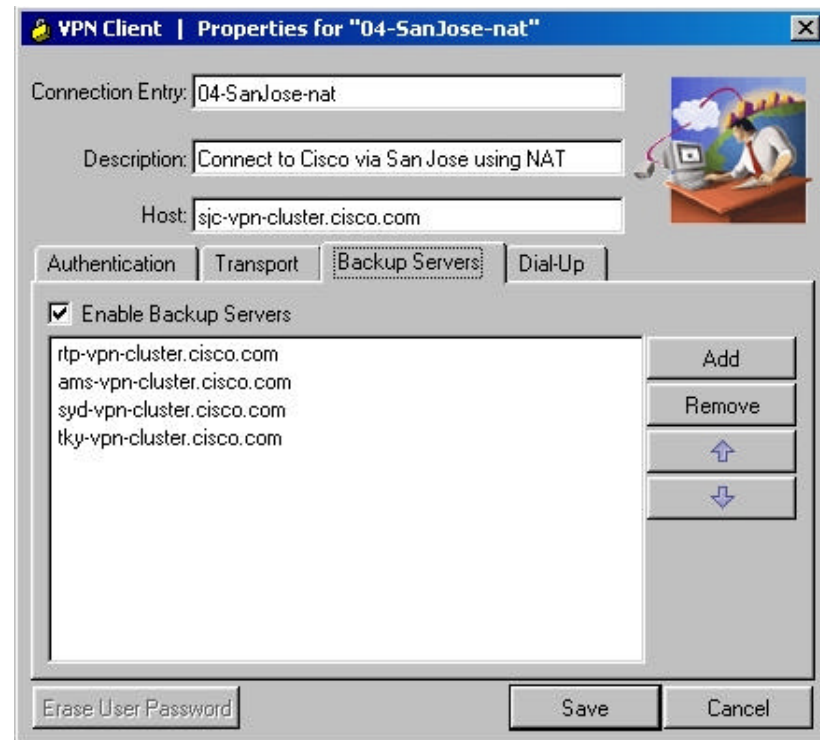 VPN Client | Properties for "04-SanJose-nat"
Connection Entry: 04-SanJose-nat
Description: Connect to Cisco via San Jose using NAT
Host: sjc-vpn-cluster.cisco.com
Authentication Transport Backup Servers Dial-Up
Enable Backup Servers
rtp-vpn-cluster.cisco.com
ams-vpn-cluster.cisco.com
syd-vpn-cluster.cisco.com
tky-vpn-cluster.cisco.com
Add
Remove
Erase User Password Save Cancel